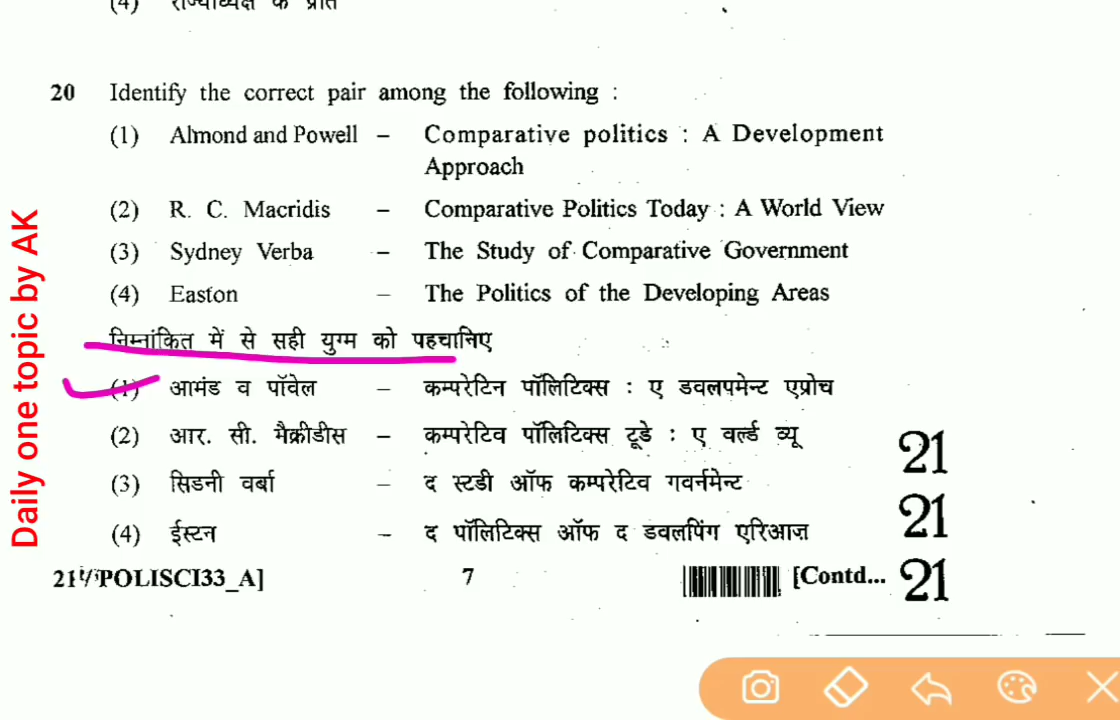 (4) राज्याध्यक्ष के प्रति
20 Identify the correct pair among the following :
(1) Almond and Powell – Comparative politics : A Development
Approach
(2) R. C. Macridis – Comparative Politics Today : A World View
(3) Sydney Verba – The Study of Comparative Government
(4) Easton – The Politics of the Developing Areas
निम्नांकित में से सही युग्म को पहचानिए
(1) आमंड व पॉवेल – कम्परेटिन पॉलिटिक्स : ए डवलपमेन्ट एप्रोच
(2) आर. सी. मैक्रीडीस – कम्परेटिव पॉलिटिक्स टूडे : ए वर्ल्ड व्यू
(3) सिडनी वर्बा – द स्टडी ऑफ कम्परेटिव गवर्नमेन्ट
(4) ईस्टन – द पॉलिटिक्स ऑफ द डवलपिंग एरिआज़
21
21
21
POLISCI33_A] 7 [Contd...
Daily one topic by AK